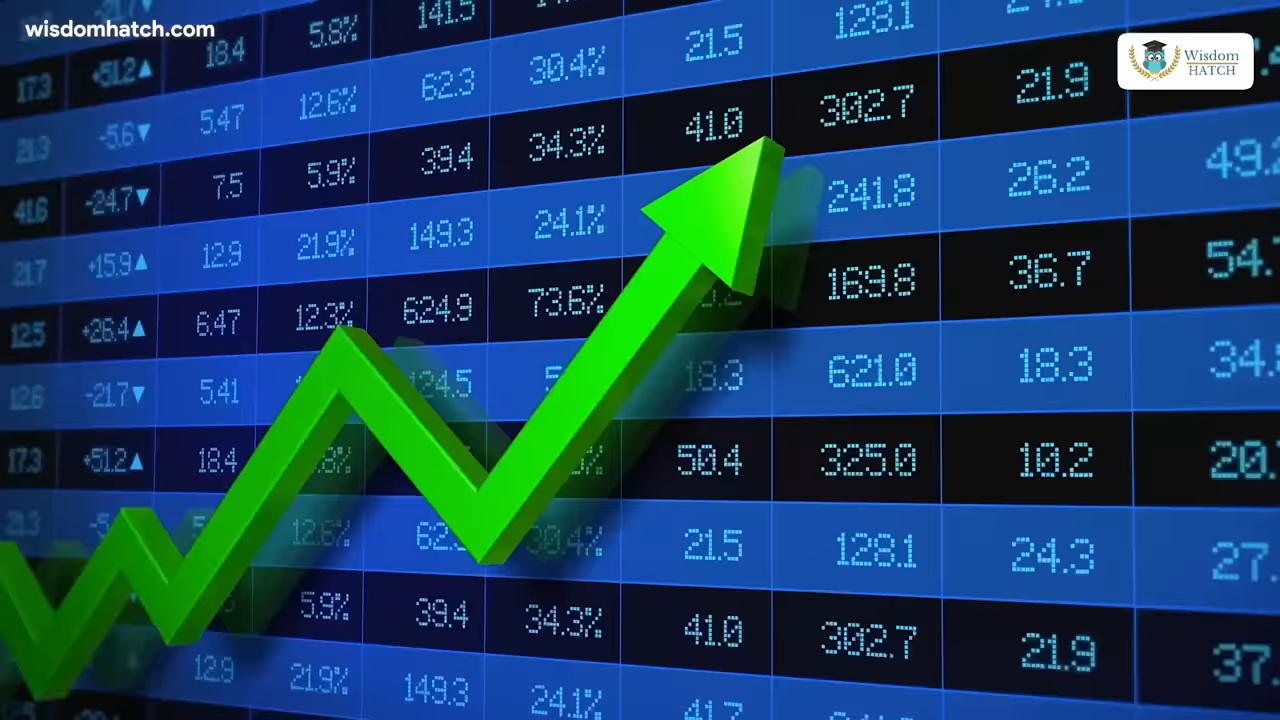 wisdomhatch.com
Wisdom
HATCH
141.5
18.4 5.8% 21.5 128.1
17.3 +51.2▲ 62.3 30.4% 21.9
21.9 -5.6▼ 5.47 12.6% 41.0 302.7
41.6 -24.7▼ 7.5 5.9% 39.4 34.3% 241.8 26.2 49.2
21.7 +15.9▲ 12.9 21.9% 149.3 24.1% 169.8 36.7 54.
12.5 +26.4▲ 6.47 12.3% 624.9 73.6%
12.6 -21.7▼ 5.41 124.5 18.3 621.0 18.3 34.
17.3 +51.2▲ 18.4 50.4 325.0 10.2 20.
21.3 12.6% 62. 30.4% 21.5 128.1 24.3 27.
5.9% 39.4 34.3% 41.0 302.7 21.9 37.
12.9 21.9% 149.3 24.1% 41.7